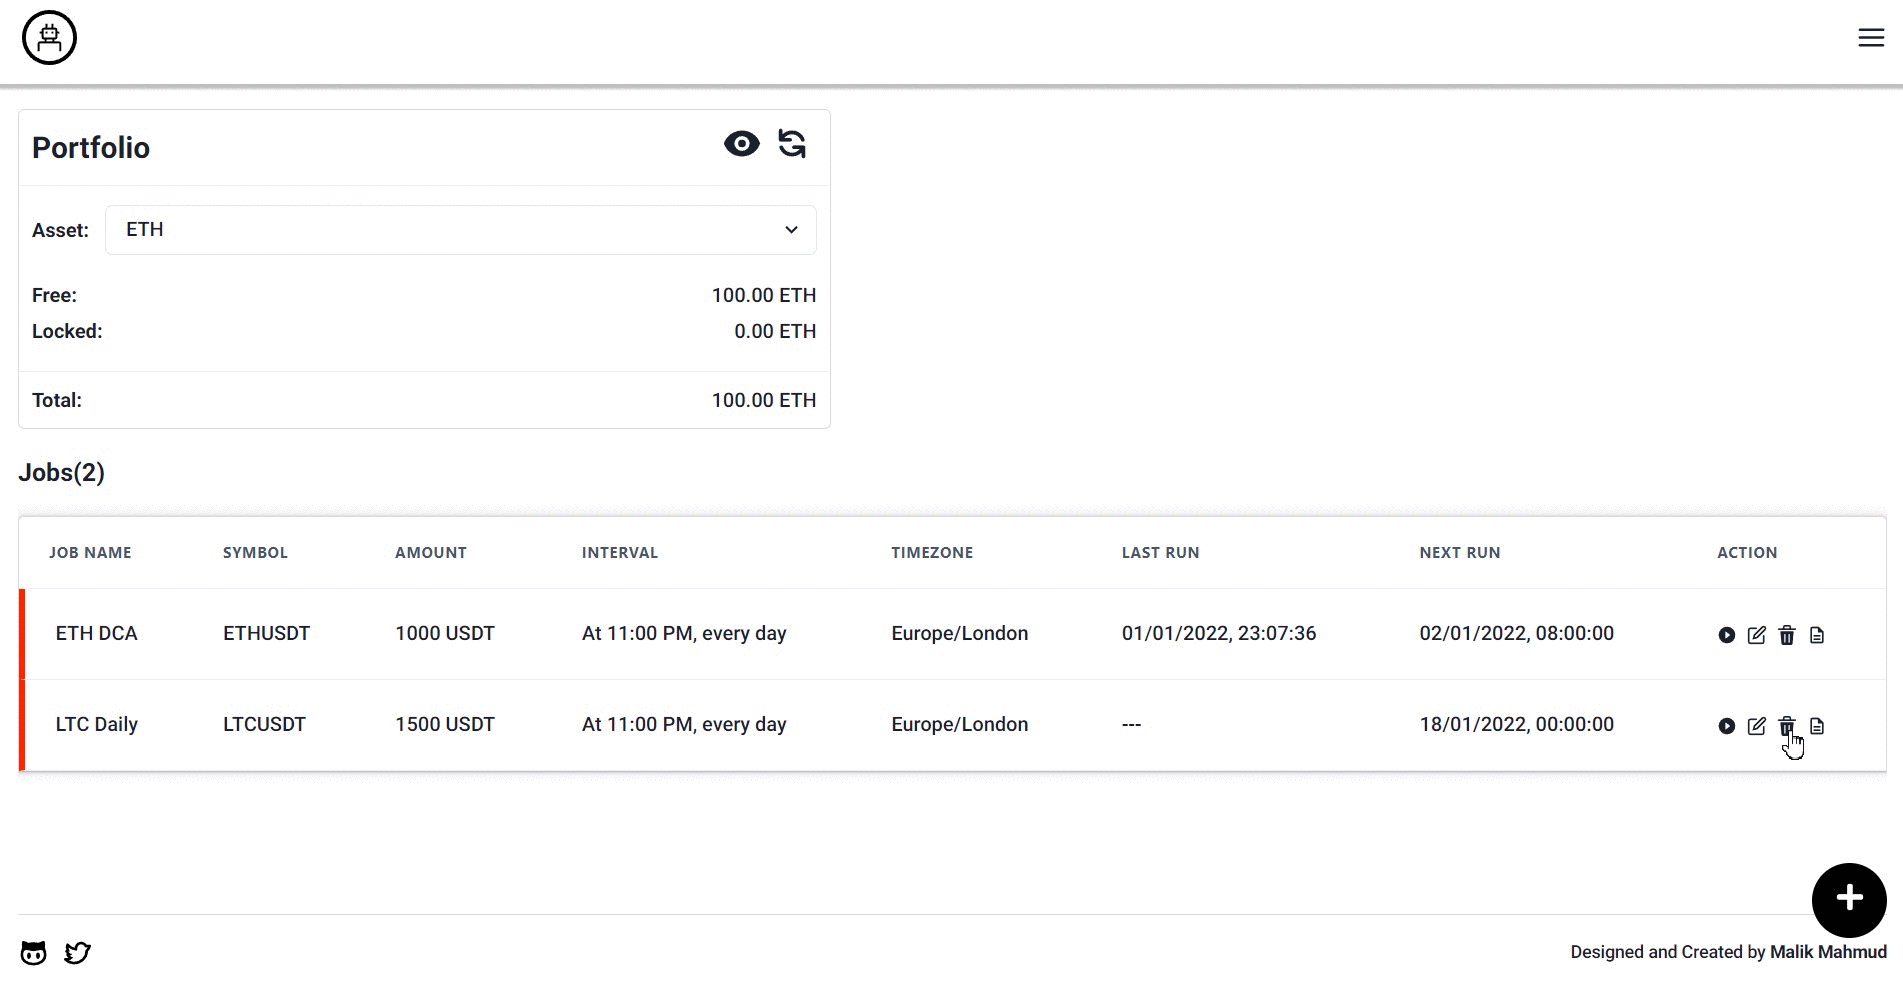 Portfolio
Asset: ETH
Free: 100.00 ETH
Locked: 0.00 ETH
Total: 100.00 ETH
Jobs(2)
JOB NAME SYMBOL AMOUNT INTERVAL TIMEZONE LAST RUN NEXT RUN ACTION
ETH DCA ETHUSDT 1000 USDT At 11:00 PM, every day Europe/London 01/01/2022, 23:07:36 02/01/2022, 08:00:00
LTC Daily LTCUSDT 1500 USDT At 11:00 PM, every day Europe/London --- 18/01/2022, 00:00:00
Designed and Created by Malik Mahmud